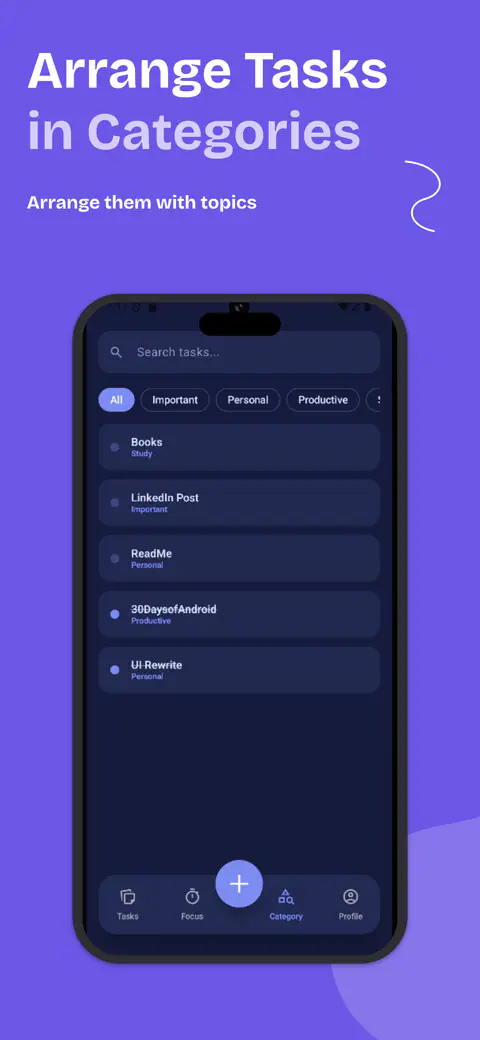 Arrange Tasks
in Categories
Arrange them with topics
Search tasks...
All
Important
Personal
Productive
Books
Study
LinkedIn Post
Important
ReadMe
Personal
30DaysofAndroid
Productive
UI Rewrite
Personal
Tasks
Focus
Category
Profile